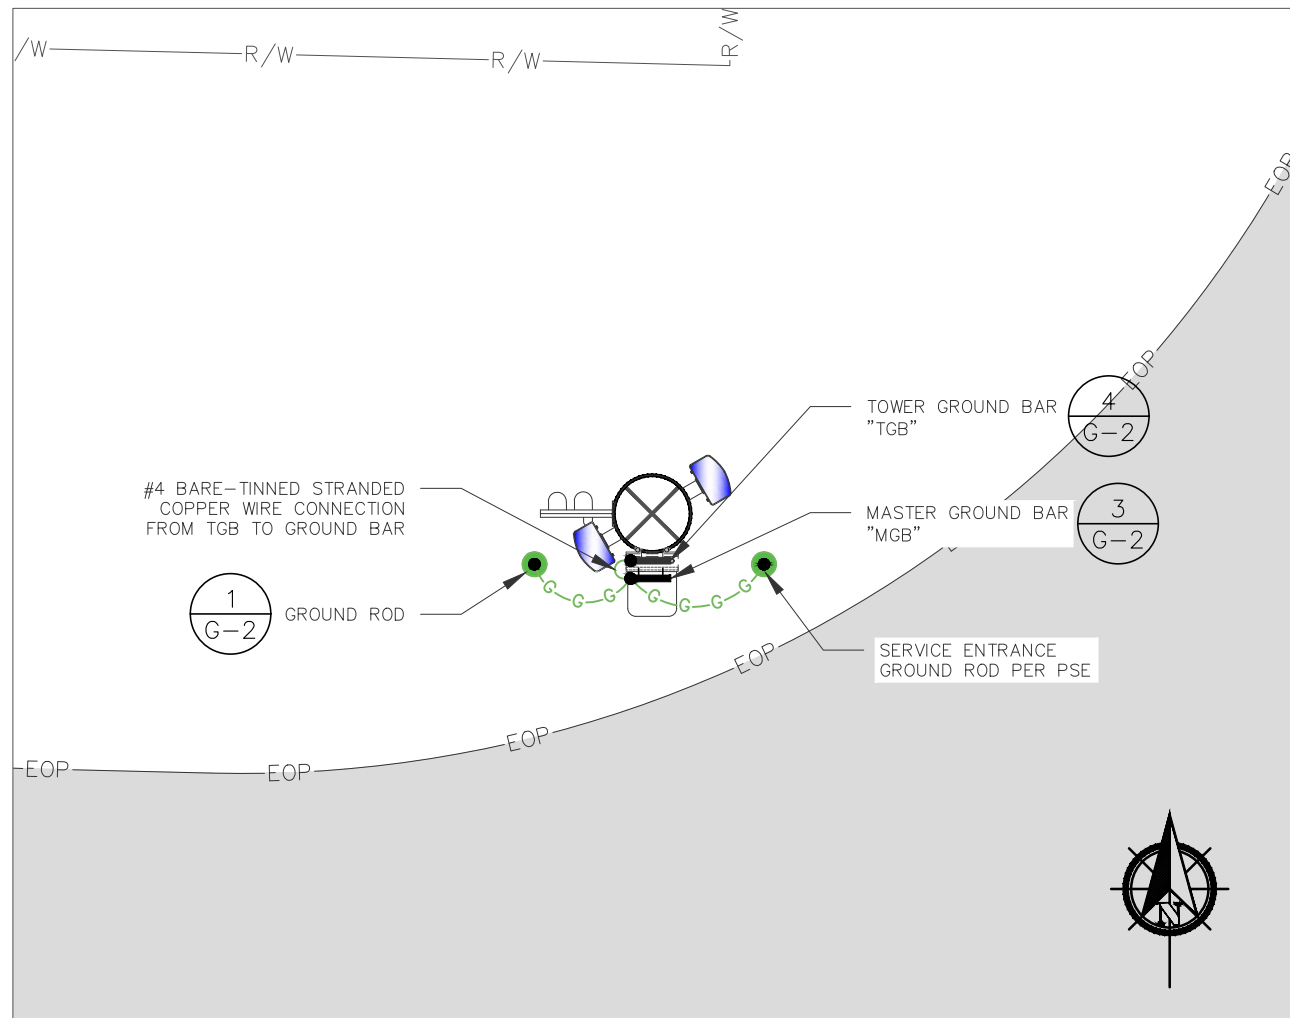 /W
R/W
R/W
R/W
EOP
EOP
TOWER GROUND BAR
"TGB"
4
G-2
#4 BARE-TINNED STRANDED
COPPER WIRE CONNECTION
FROM TGB TO GROUND BAR
MASTER GROUND BAR
"MGB"
3
G-2
1
G-2
GROUND ROD
G
G
G
G
G
G
G
SERVICE ENTRANCE
GROUND ROD PER PSE
EOP
EOP
EOP
EOP
N